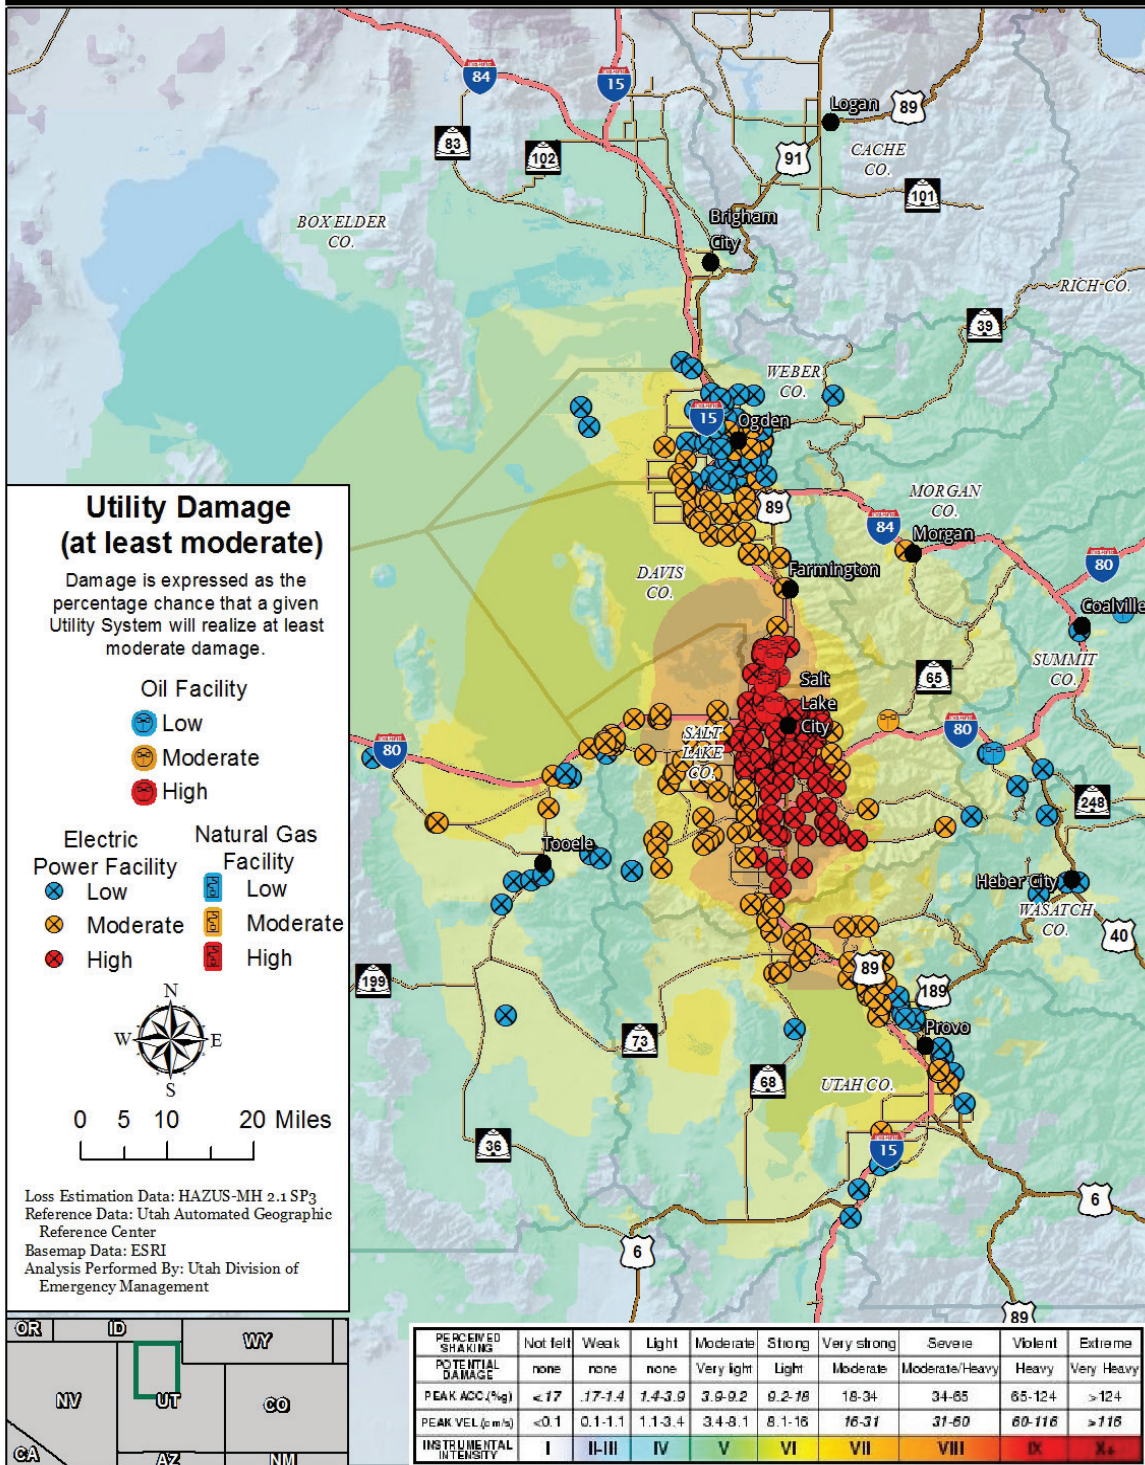 84
15
Logan
89
83
102
91
CACHE
CO.
101
BOX ELDER
CO.
Brigham
City
RICH CO.
39
WEBER
CO.
15
Ogden
89
MORGAN
CO.
84
Morgan
80
DAVIS
CO.
Farmington
Coalville
SUMMIT
CO.
65
Salt
Lake
City
80
SALT
LAKE
CO.
80
248
Tooele
Heber City
WASATCH
CO.
40
199
89
189
73
Provo
68
UTAH CO.
36
15
6
6
89
Utility Damage
(at least moderate)
Damage is expressed as the
percentage chance that a given
Utility System will realize at least
moderate damage.
Oil Facility
Low
Moderate
High
Electric
Power Facility
Low
Moderate
High
Natural Gas
Facility
Low
Moderate
High
N
W E
S
0 5 10 20 Miles
Loss Estimation Data: HAZUS-MH 2.1 SP3
Reference Data: Utah Automated Geographic
Reference Center
Basemap Data: ESRI
Analysis Performed By: Utah Division of
Emergency Management
OR ID WY
NV UT CO
CA AZ NM
PERCEIVED SHAKING Not felt Weak Light Moderate Strong Very strong Severe Violent Extreme
POTENTIAL DAMAGE none none none Very light Light Moderate Moderate/Heavy Heavy Very Heavy
PEAK ACC.(%g) <.17 .17-1.4 1.4-3.9 3.9-9.2 9.2-18 18-34 34-65 65-124 >124
PEAK VEL.(cm/s) <0.1 0.1-1.1 1.1-3.4 3.4-8.1 8.1-16 16-31 31-60 60-116 >116
INSTRUMENTAL INTENSITY I II-III IV V VI VII VIII IX X+